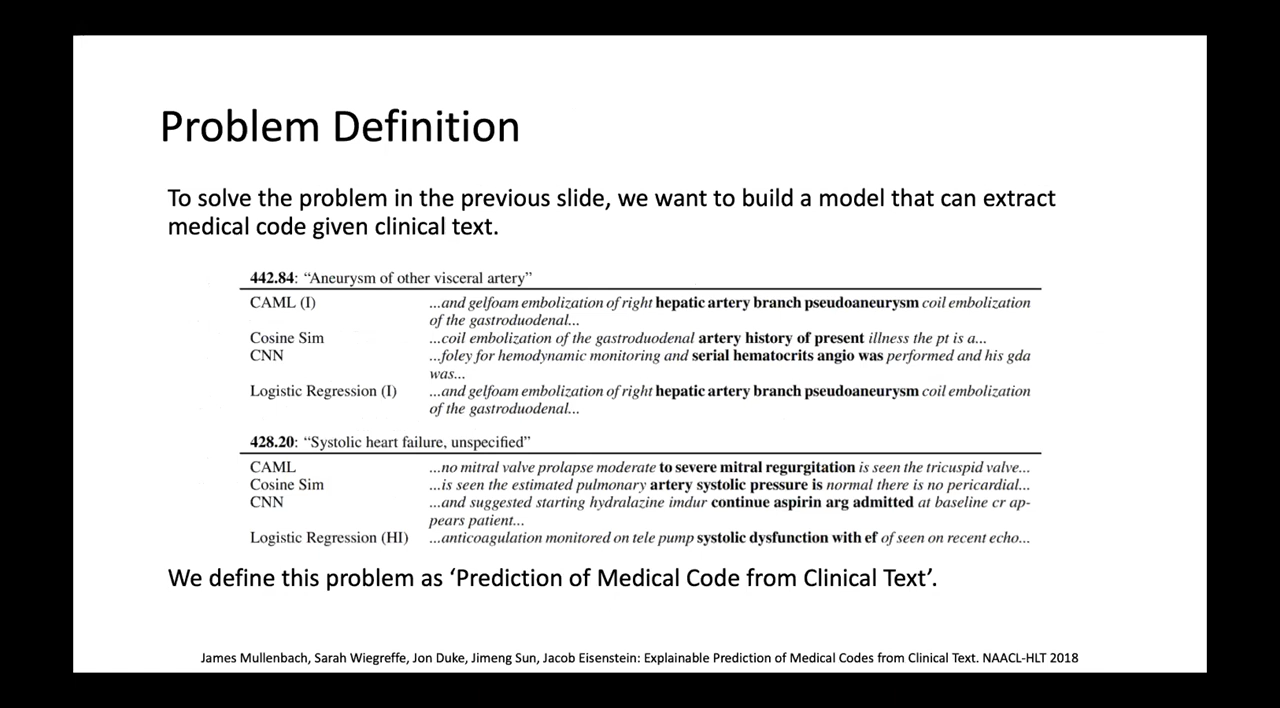 Problem Definition
To solve the problem in the previous slide, we want to build a model that can extract
medical code given clinical text.
442.84: “Aneurysm of other visceral artery”
CAML (I) ...and gelfoam embolization of right hepatic artery branch pseudoaneurysm coil embolization
of the gastroduodenal...
Cosine Sim ...coil embolization of the gastroduodenal artery history of present illness the pt is a...
CNN ...foley for hemodynamic monitoring and serial hematocrits angio was performed and his gda
was...
Logistic Regression (I) ...and gelfoam embolization of right hepatic artery branch pseudoaneurysm coil embolization
of the gastroduodenal...
428.20: “Systolic heart failure, unspecified”
CAML ...no mitral valve prolapse moderate to severe mitral regurgitation is seen the tricuspid valve...
Cosine Sim ...is seen the estimated pulmonary artery systolic pressure is normal there is no pericardial...
CNN ...and suggested starting hydralazine imdur continue aspirin arg admitted at baseline cr ap-
pears patient...
Logistic Regression (HI) ...anticoagulation monitored on tele pump systolic dysfunction with ef of seen on recent echo...
We define this problem as ‘Prediction of Medical Code from Clinical Text’.
James Mullenbach, Sarah Wiegreffe, Jon Duke, Jimeng Sun, Jacob Eisenstein: Explainable Prediction of Medical Codes from Clinical Text. NAACL-HLT 2018